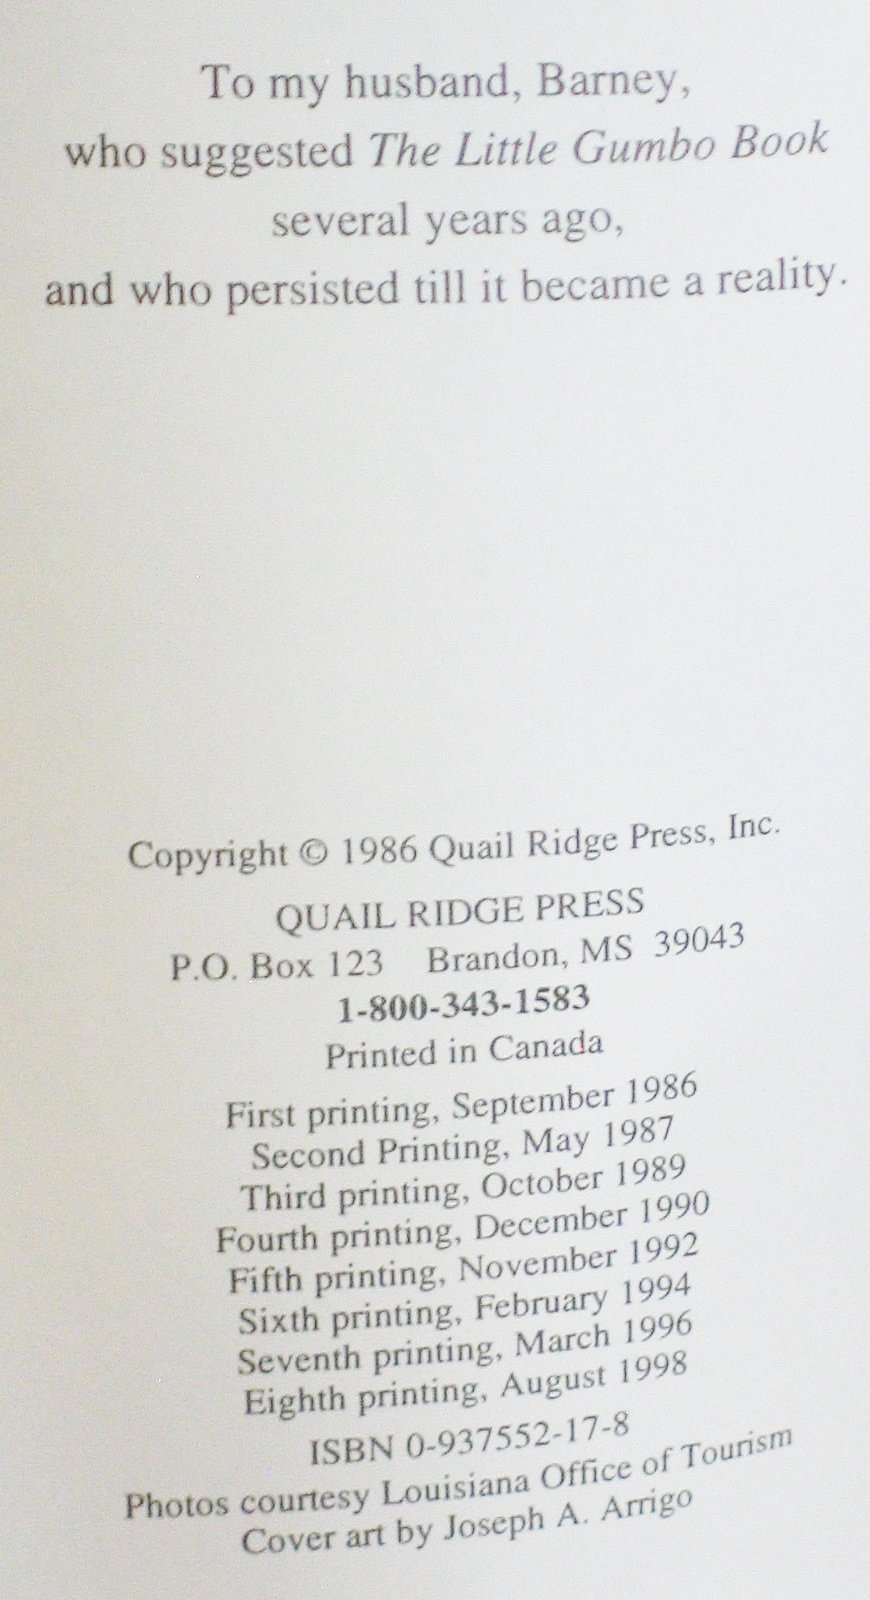 To my husband, Barney,
who suggested The Little Gumbo Book
several years ago,
and who persisted till it became a reality.
Copyright © 1986 Quail Ridge Press, Inc.
QUAIL RIDGE PRESS
P.O. Box 123 Brandon, MS 39043
1-800-343-1583
Printed in Canada
First printing, September 1986
Second Printing, May 1987
Third printing, October 1989
Fourth printing, December 1990
Fifth printing, November 1992
Sixth printing, February 1994
Seventh printing, March 1996
Eighth printing, August 1998
ISBN 0-937552-17-8
Photos courtesy Louisiana Office of Tourism
Cover art by Joseph A. Arrigo